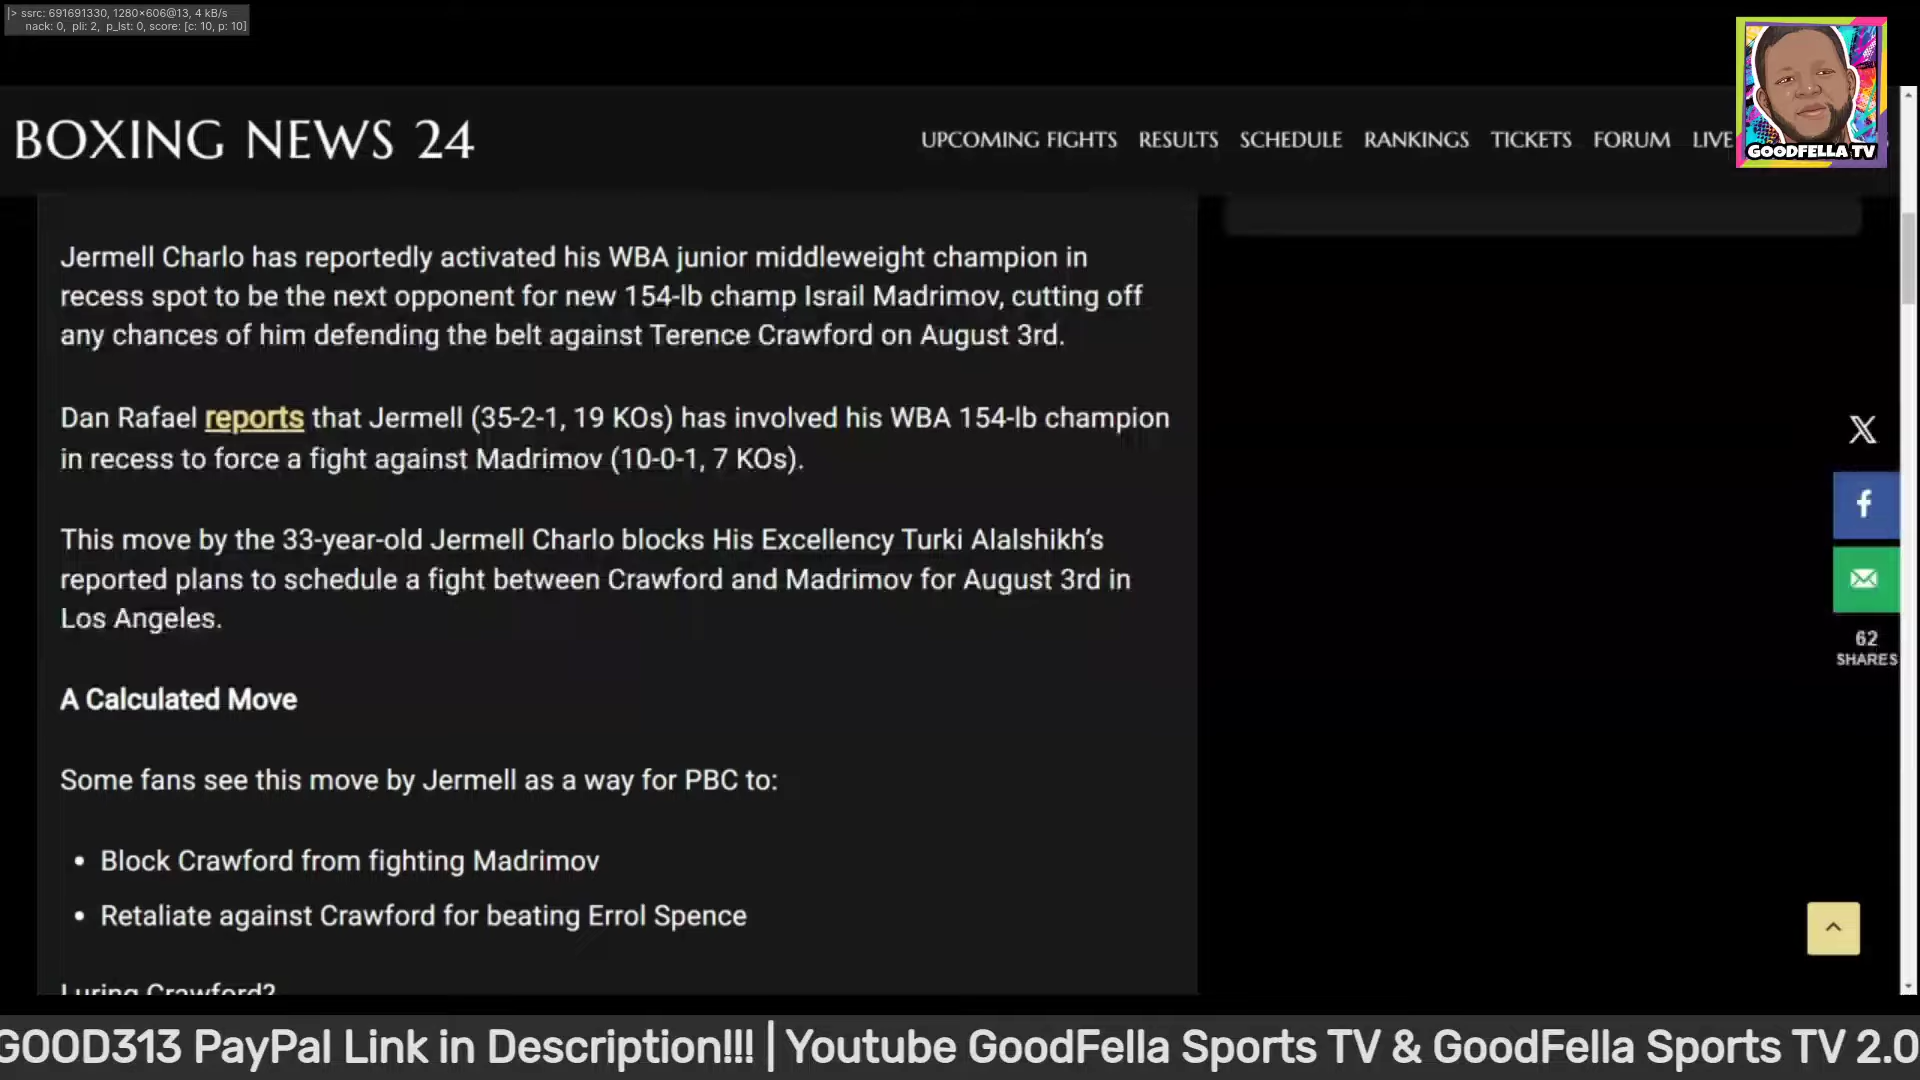 |> ssrc: 691691330, 1280×606@13, 4 kB/s
nack: 0, pli: 2, p_lst: 0, score: [c: 10, p: 10]
BOXING NEWS 24
UPCOMING FIGHTS RESULTS SCHEDULE RANKINGS TICKETS FORUM LIVE
GOODFELLA TV
Jermell Charlo has reportedly activated his WBA junior middleweight champion in
recess spot to be the next opponent for new 154-lb champ Israil Madrimov, cutting off
any chances of him defending the belt against Terence Crawford on August 3rd.
Dan Rafael reports that Jermell (35-2-1, 19 KOs) has involved his WBA 154-lb champion
in recess to force a fight against Madrimov (10-0-1, 7 KOs).
This move by the 33-year-old Jermell Charlo blocks His Excellency Turki Alalshikh's
reported plans to schedule a fight between Crawford and Madrimov for August 3rd in
Los Angeles.
A Calculated Move
Some fans see this move by Jermell as a way for PBC to:
• Block Crawford from fighting Madrimov
• Retaliate against Crawford for beating Errol Spence
Luring Crawford?
62
SHARES
GOOD313 PayPal Link in Description!!! | Youtube GoodFella Sports TV & GoodFella Sports TV 2.0